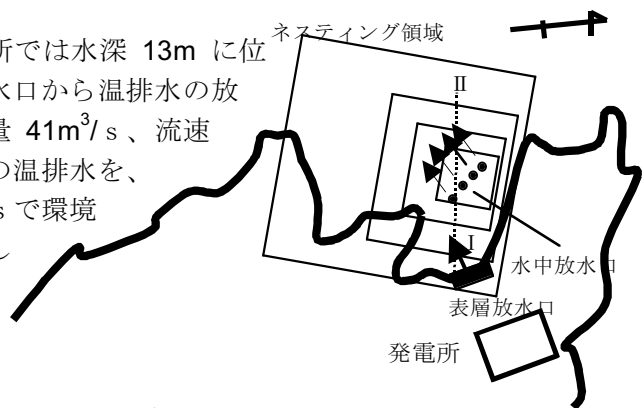 所では水深 13m に位
水口から温排水の放
量 41m³/ｓ、流速
の温排水を、
ｓで環境
ネスティング領域
Ⅱ
Ⅰ
水中放水口
表層放水口
発電所